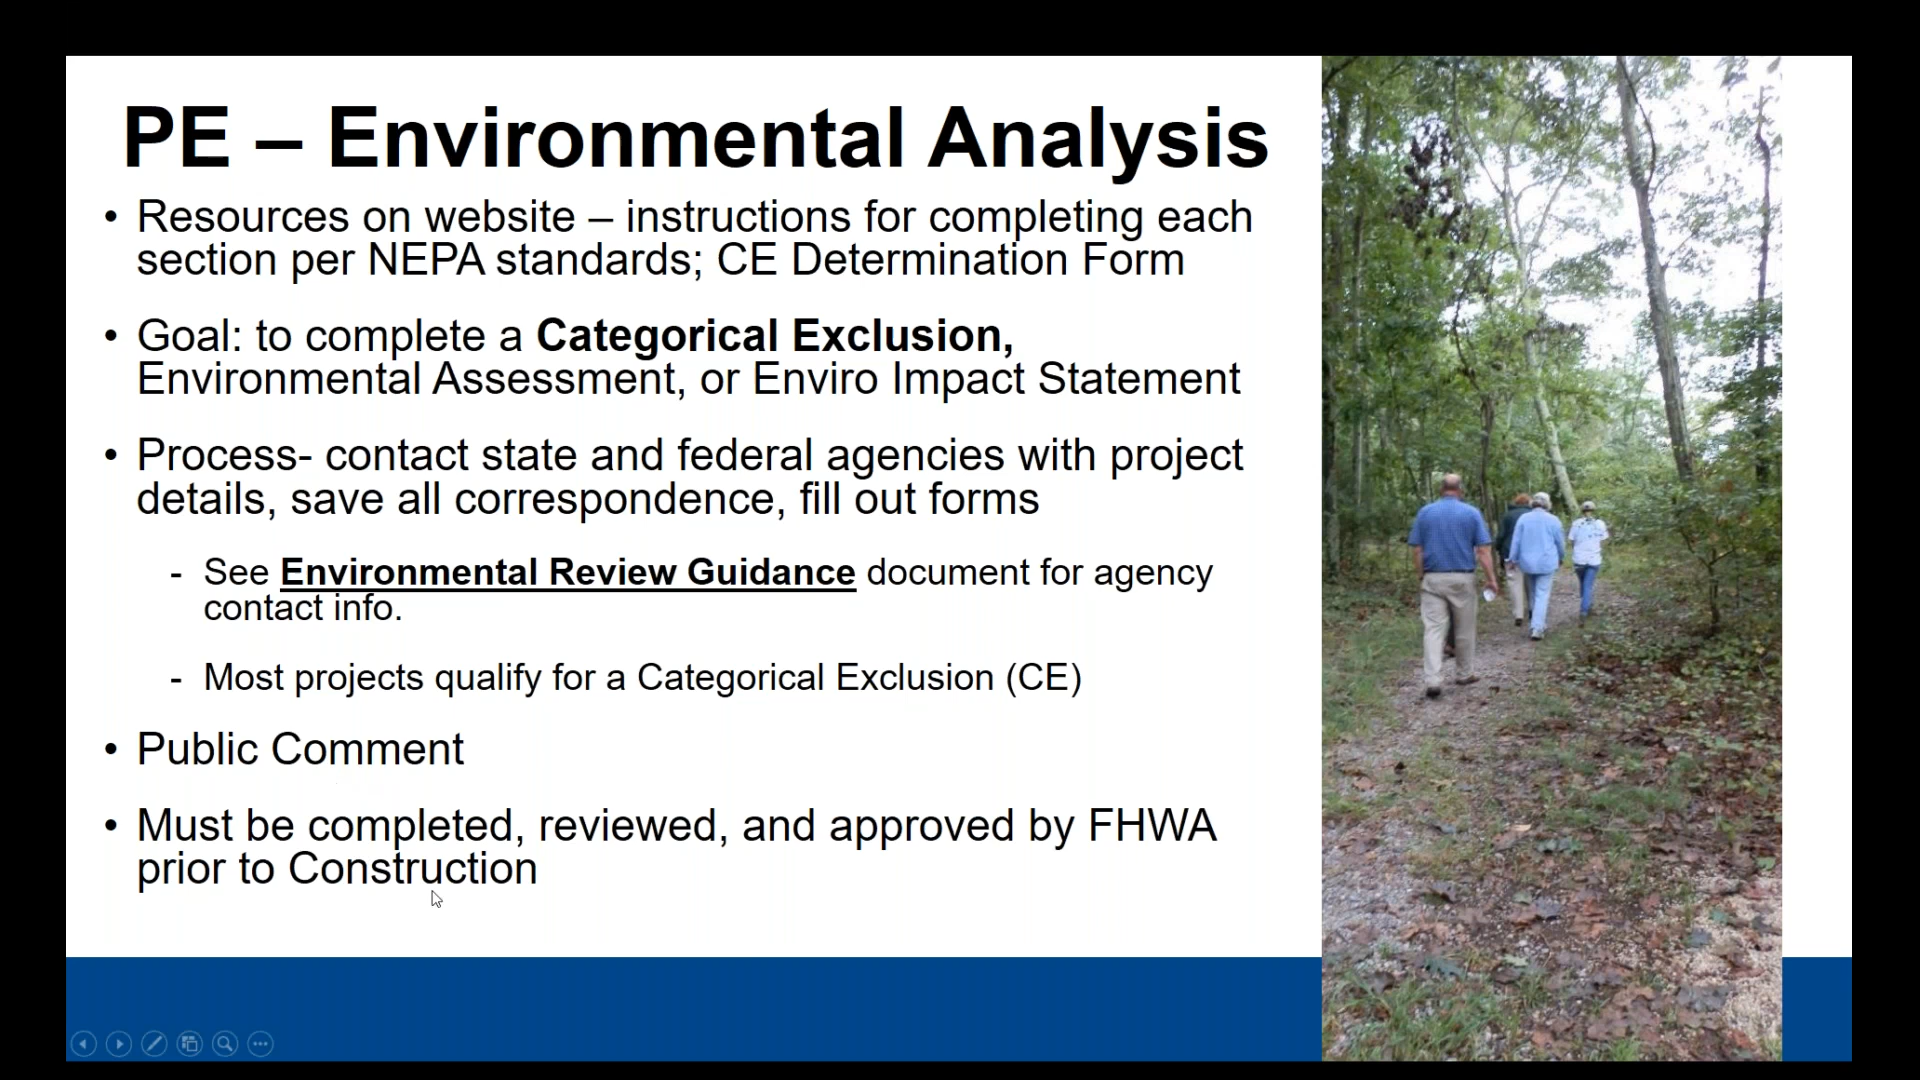 PE – Environmental Analysis
• Resources on website – instructions for completing each
section per NEPA standards; CE Determination Form
• Goal: to complete a Categorical Exclusion,
Environmental Assessment, or Enviro Impact Statement
• Process- contact state and federal agencies with project
details, save all correspondence, fill out forms
- See Environmental Review Guidance document for agency
contact info.
- Most projects qualify for a Categorical Exclusion (CE)
• Public Comment
• Must be completed, reviewed, and approved by FHWA
prior to Construction